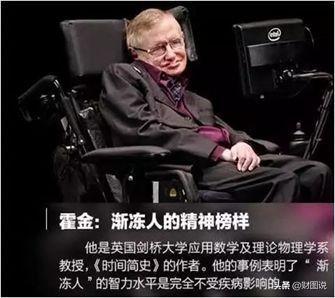 intel
霍金：渐冻人的精神榜样
他是英国剑桥大学应用数学及理论物理学系
教授，《时间简史》的作者。他的事例表明了“渐
冻人”的智力水平是完全不受疾病影响的。
头条 @财图说